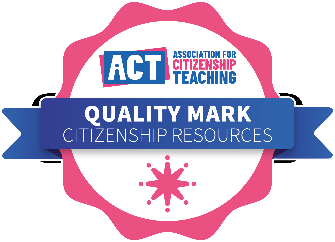 ACT
ASSOCIATION FOR
CITIZENSHIP
TEACHING
QUALITY MARK
CITIZENSHIP RESOURCES